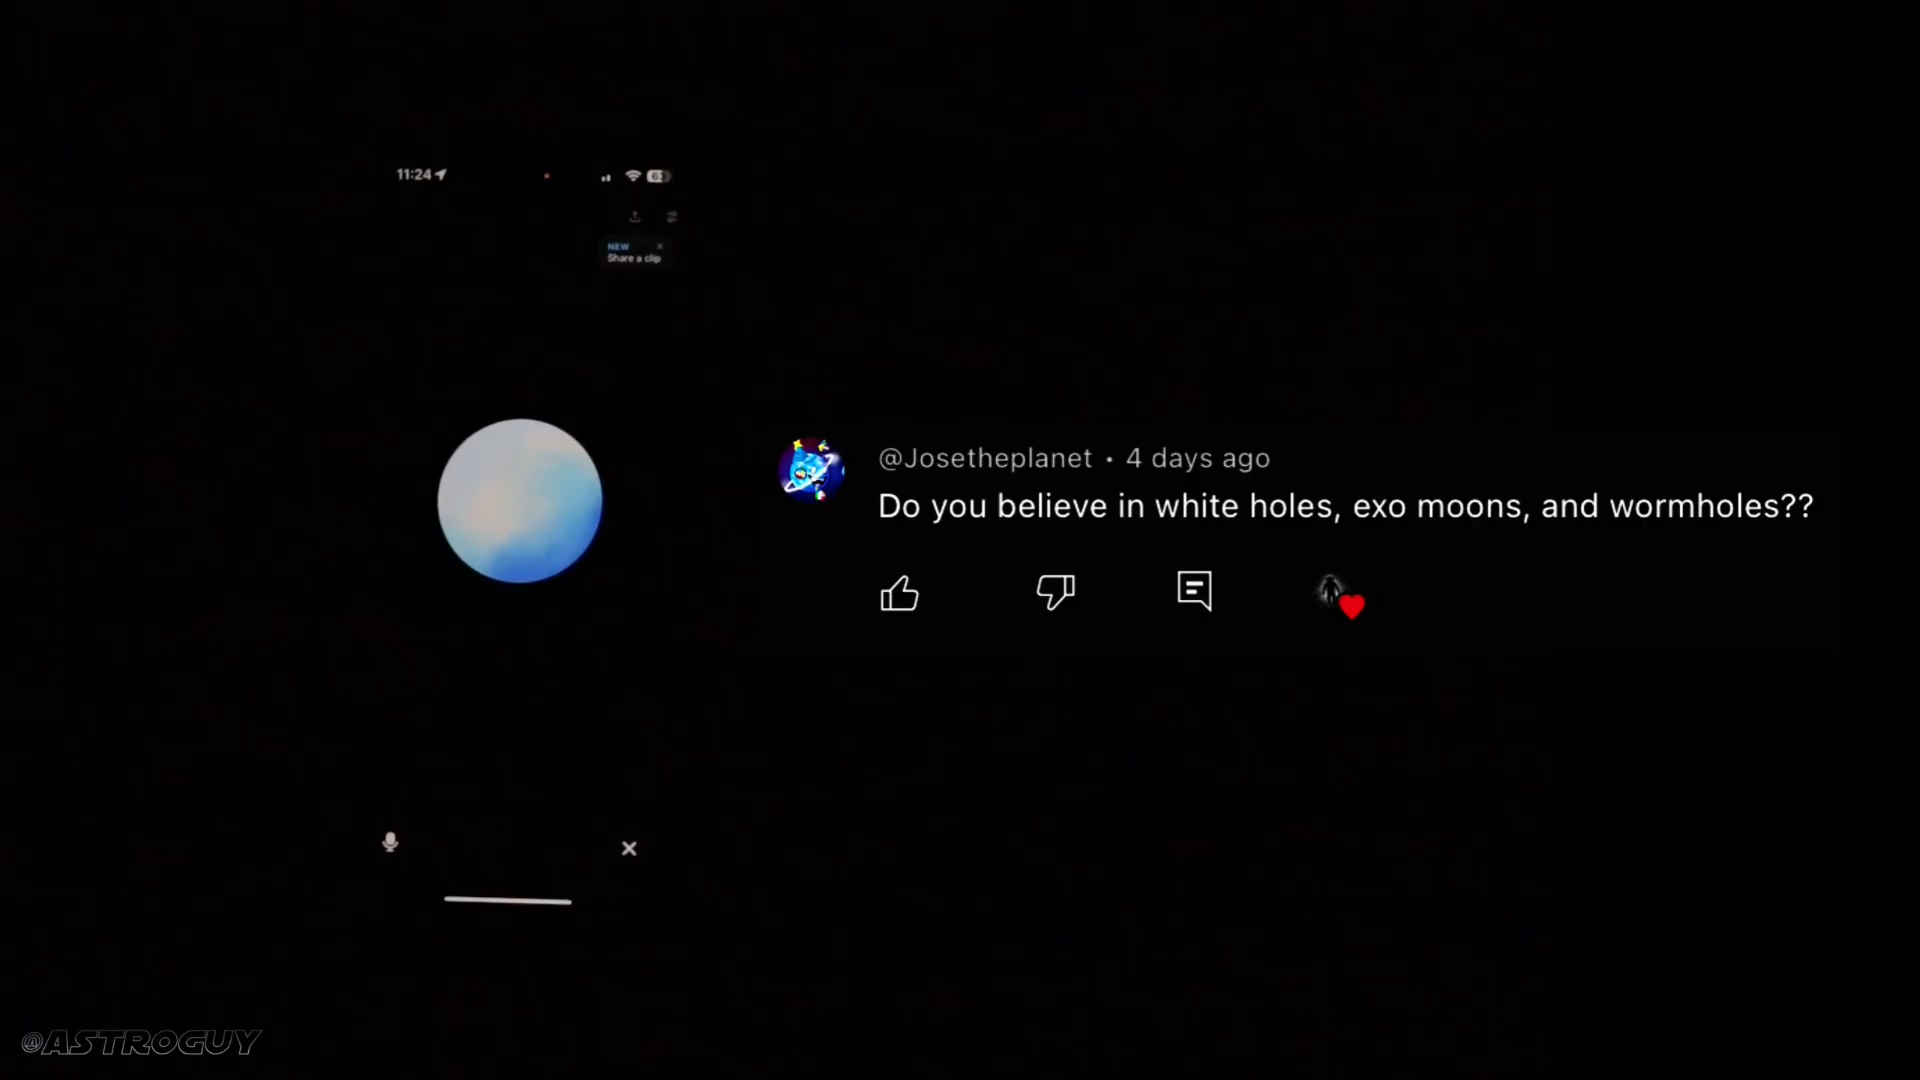 11:24
NEW
Share a clip
@Josetheplanet • 4 days ago
Do you believe in white holes, exo moons, and wormholes??
@ASTROGUY